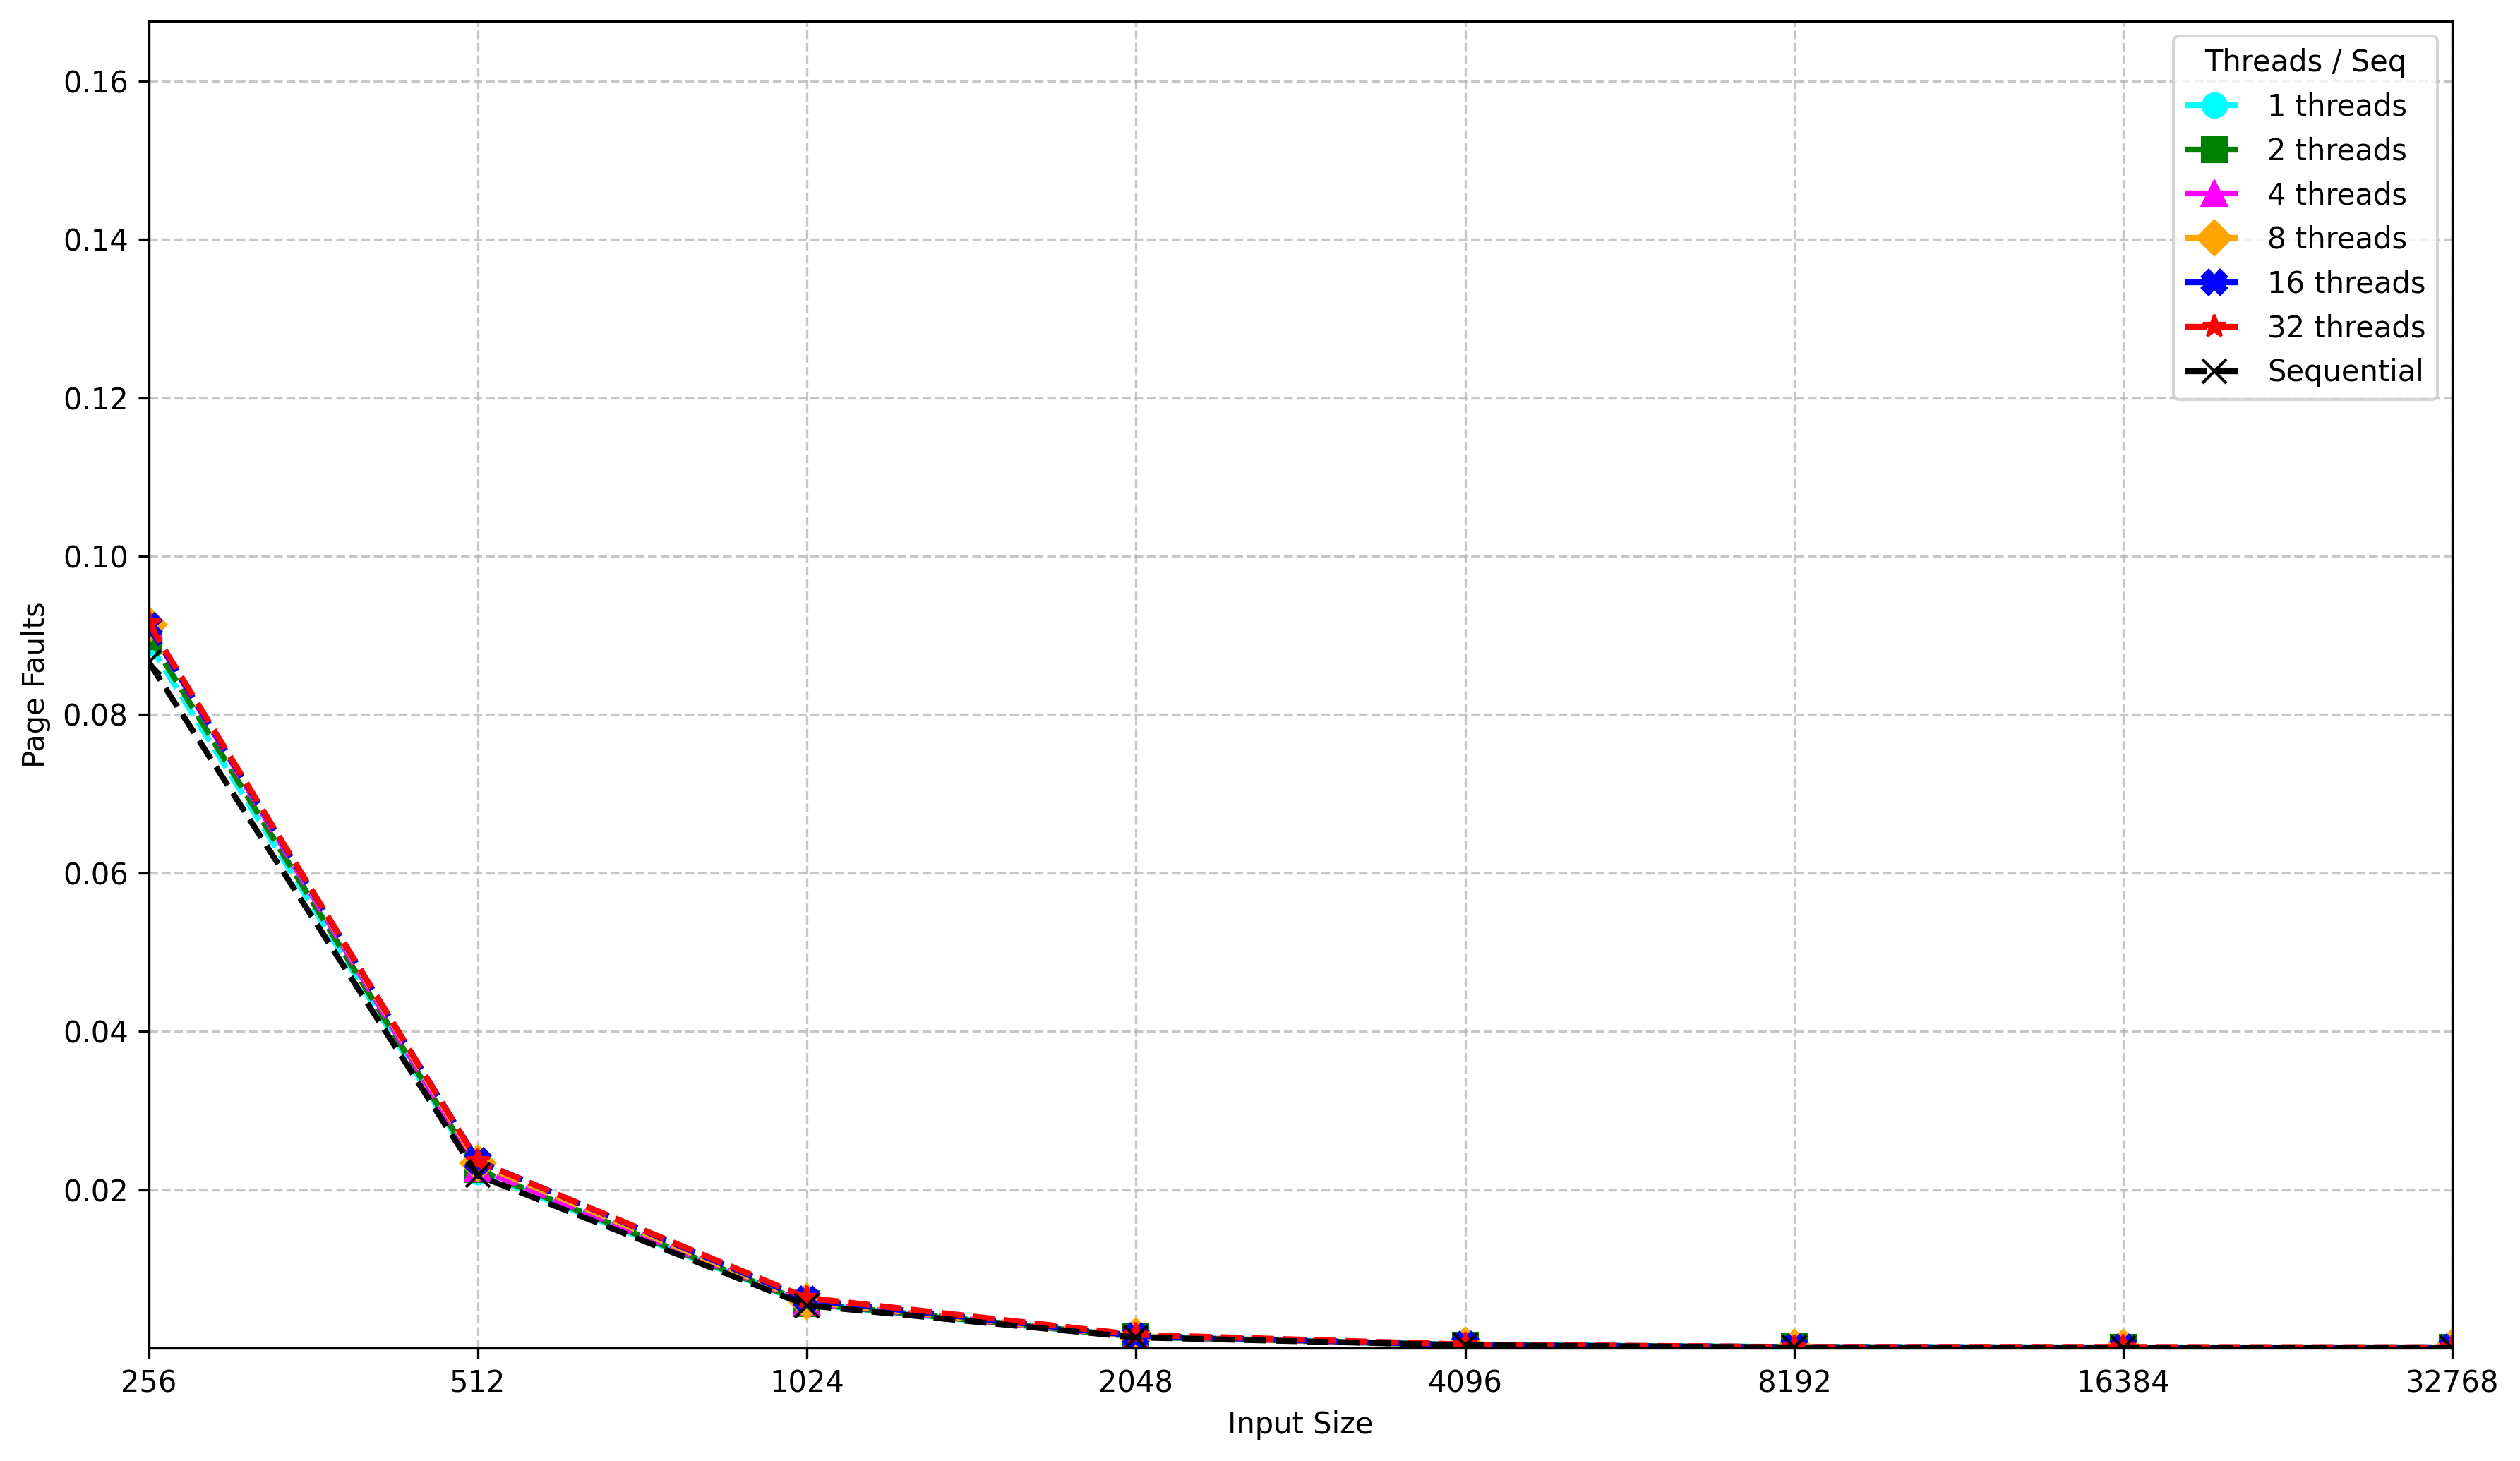 Threads / Seq
1 threads
2 threads
4 threads
8 threads
16 threads
32 threads
Sequential
0.16
0.14
0.12
0.10
0.08
0.06
0.04
0.02
Page Faults
256 512 1024 2048 4096 8192 16384 32768
Input Size